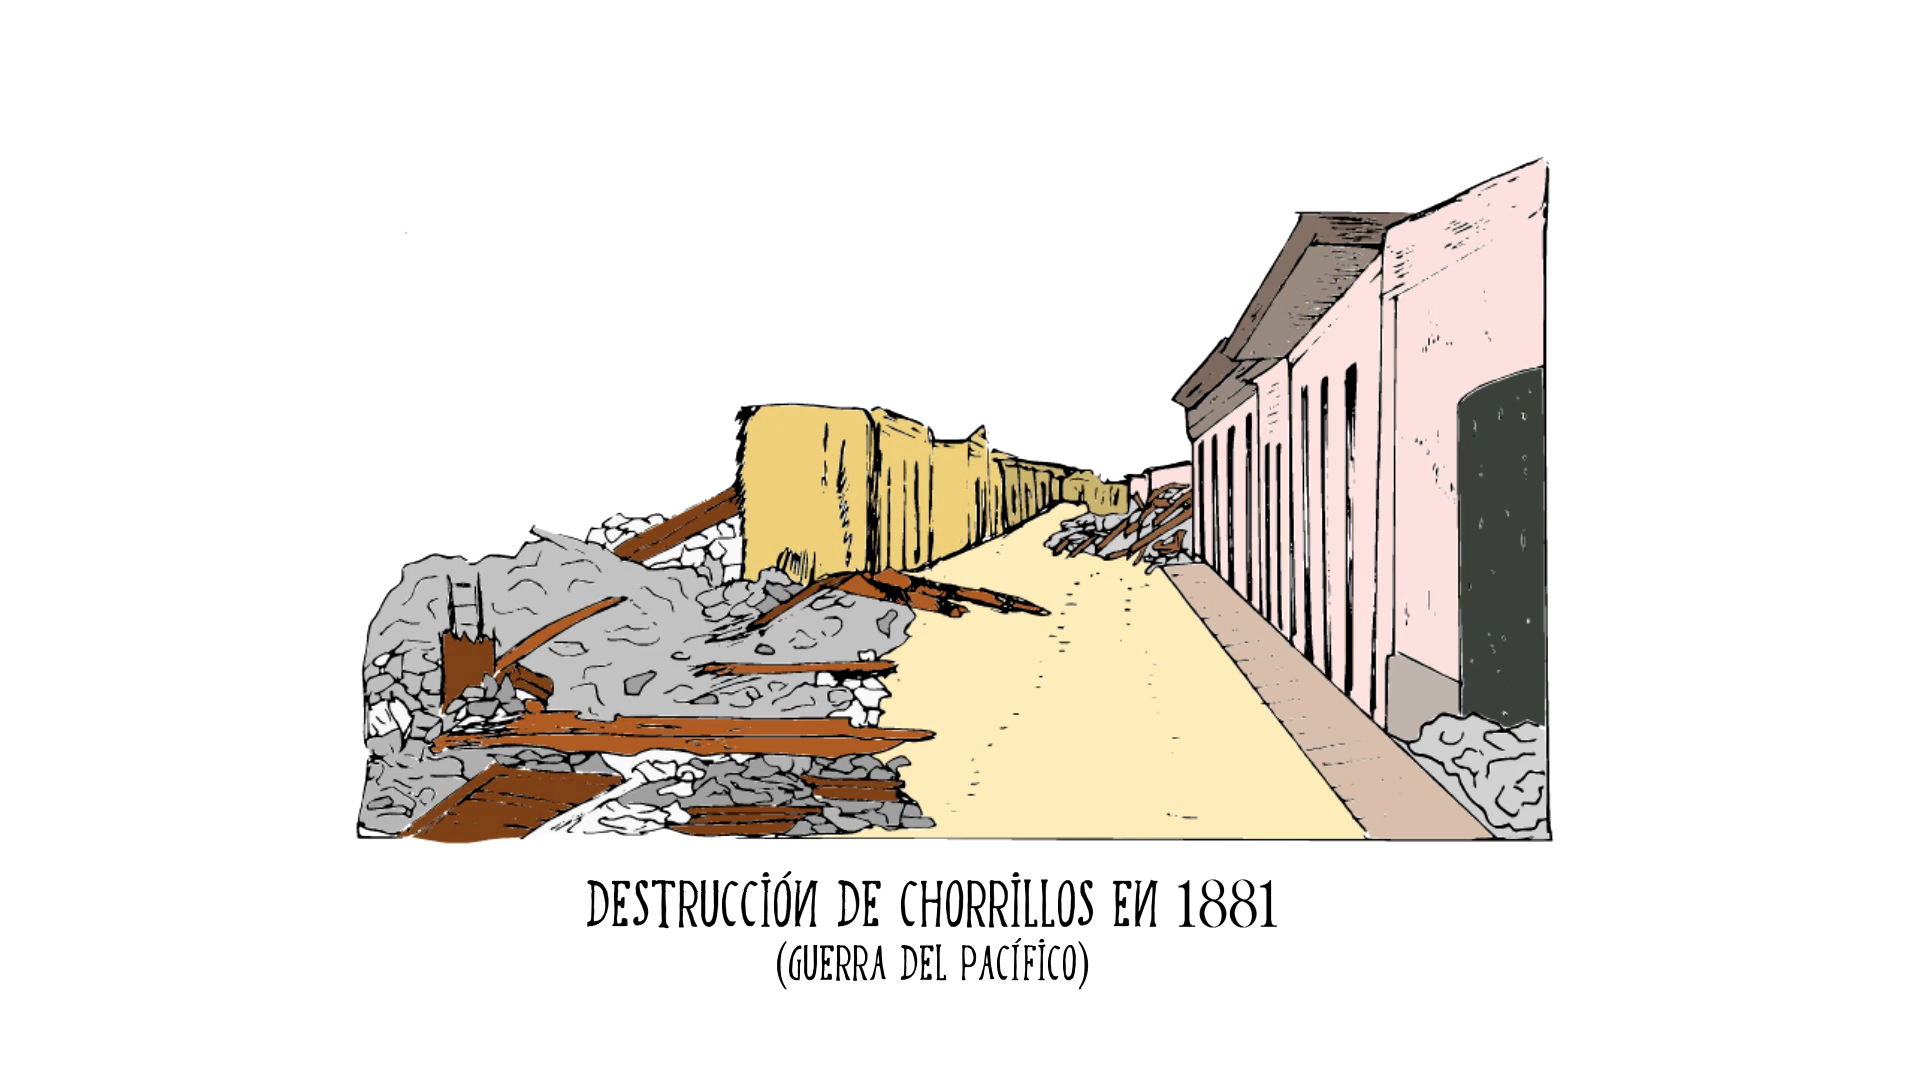 DESTRUCCIÓN DE CHORRILLOS EN 1881
(GUERRA DEL PACÍFICO)